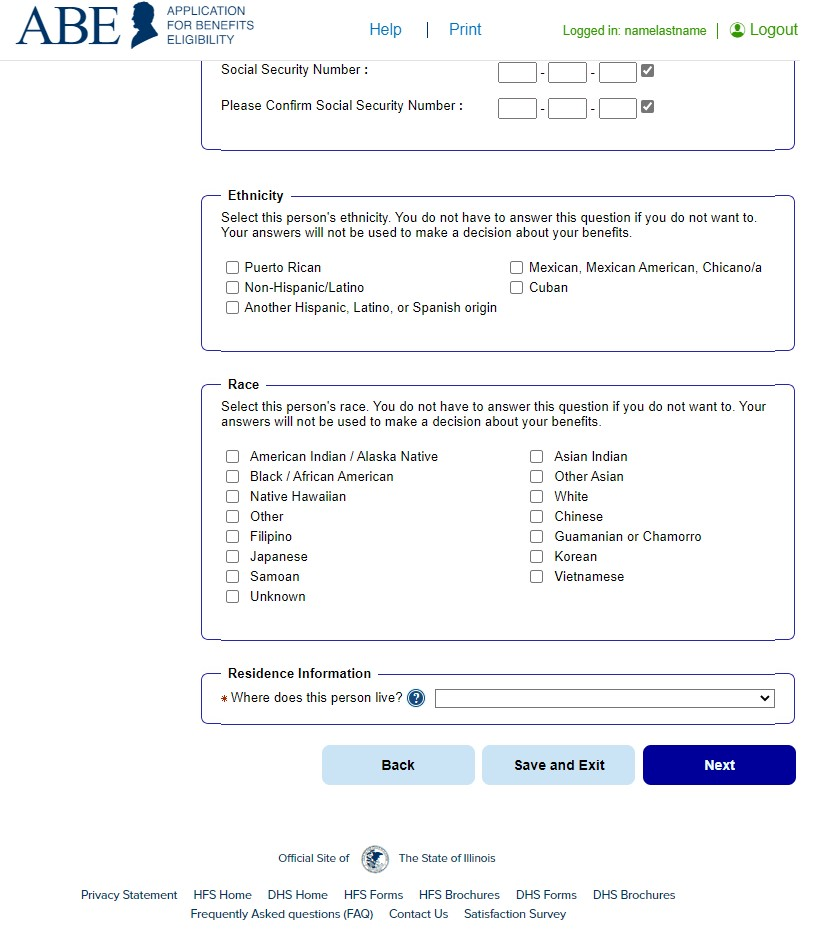 ABE
APPLICATION
FOR BENEFITS
ELIGIBILITY
Help | Print
Logged in: namelastname | Logout
Social Security Number : - -
Please Confirm Social Security Number : - -
Ethnicity
Select this person's ethnicity. You do not have to answer this question if you do not want to.
Your answers will not be used to make a decision about your benefits.
Puerto Rican
Mexican, Mexican American, Chicano/a
Non-Hispanic/Latino
Cuban
Another Hispanic, Latino, or Spanish origin
Race
Select this person's race. You do not have to answer this question if you do not want to. Your
answers will not be used to make a decision about your benefits.
American Indian / Alaska Native
Asian Indian
Black / African American
Other Asian
Native Hawaiian
White
Other
Chinese
Filipino
Guamanian or Chamorro
Japanese
Korean
Samoan
Vietnamese
Unknown
Residence Information
* Where does this person live? ?
Back
Save and Exit
Next
Official Site of The State of Illinois
Privacy Statement HFS Home DHS Home HFS Forms HFS Brochures DHS Forms DHS Brochures
Frequently Asked questions (FAQ) Contact Us Satisfaction Survey